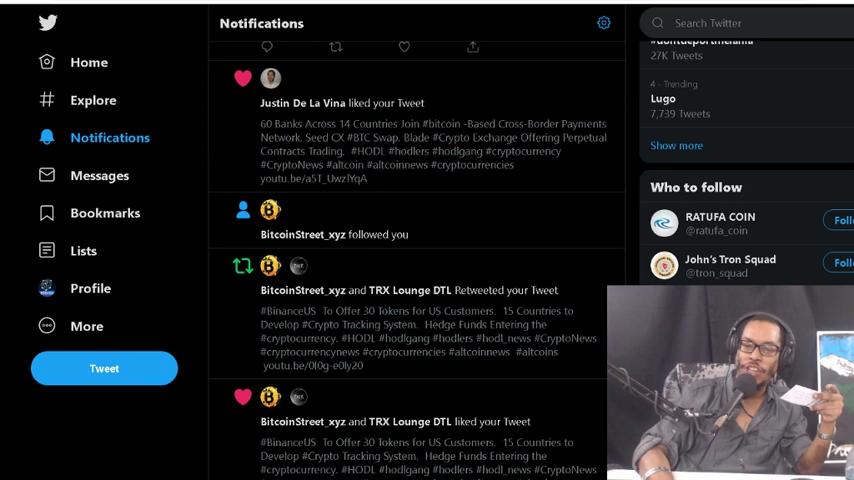 Home
Explore
Notifications
Messages
Bookmarks
Lists
Profile
More
Tweet
Notifications
Justin De La Vina liked your Tweet
60 Banks Across 14 Countries Join #bitcoin -Based Cross-Border Payments
Network. Seed CX #BTC Swap. Blade #Crypto Exchange Offering Perpetual
Contracts Trading. #HODL #hodlers #hodlgang #cryptocurrency
#CryptoNews #altcoin #altcoinnews #cryptocurrencies
youtu.be/a5T_UwzlYqA
BitcoinStreet_xyz followed you
BitcoinStreet_xyz and TRX Lounge DTL Retweeted your Tweet
#BinanceUS To Offer 30 Tokens for US Customers. 15 Countries to
Develop #Crypto Tracking System. Hedge Funds Entering the
#cryptocurrency. #HODL #hodlgang #hodlers #hodl_news #CryptoNews
#cryptocurrencynews #cryptocurrencies #altcoinnews #altcoins
youtu.be/0I0g-e0ly20
BitcoinStreet_xyz and TRX Lounge DTL liked your Tweet
#BinanceUS To Offer 30 Tokens for US Customers. 15 Countries to
Develop #Crypto Tracking System. Hedge Funds Entering the
#cryptocurrency. #HODL #hodlgang #hodlers #hodl_news #CryptoNews
Search Twitter
#dontdeportmelania
27K Tweets
4 · Trending
Lugo
7,739 Tweets
Show more
Who to follow
RATUFA COIN
@ratufa_coin
Foll
John's Tron Squad
@tron_squad
Foll